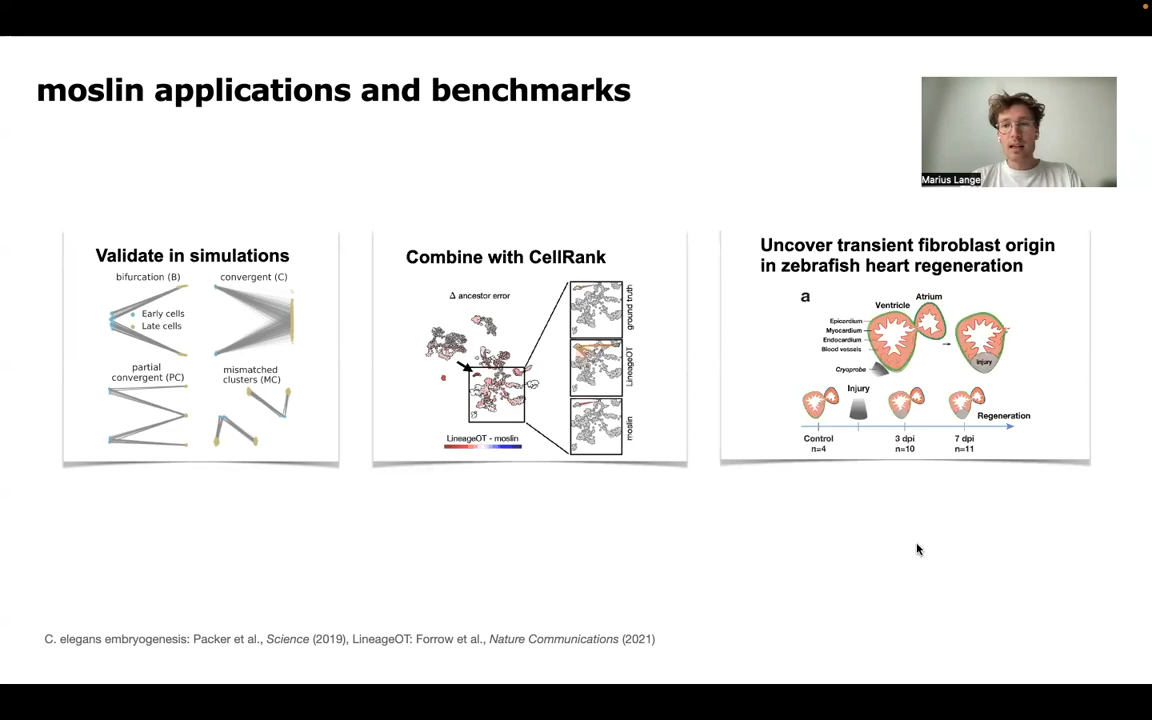 moslin applications and benchmarks
Marius Lange
Validate in simulations
bifurcation (B)
convergent (C)
Early cells
Late cells
partial
convergent (PC)
mismatched
clusters (MC)
Combine with CellRank
Δ ancestor error
ground truth
LineageOT
moslin
LineageOT - moslin
Uncover transient fibroblast origin
in zebrafish heart regeneration
a
Ventricle
Atrium
Epicardium
Myocardium
Endocardium
Blood vessels
Cryoprobe
Injury
Injury
Regeneration
Control
n=4
3 dpi
n=10
7 dpi
n=11
C. elegans embryogenesis: Packer et al., Science (2019), LineageOT: Forrow et al., Nature Communications (2021)